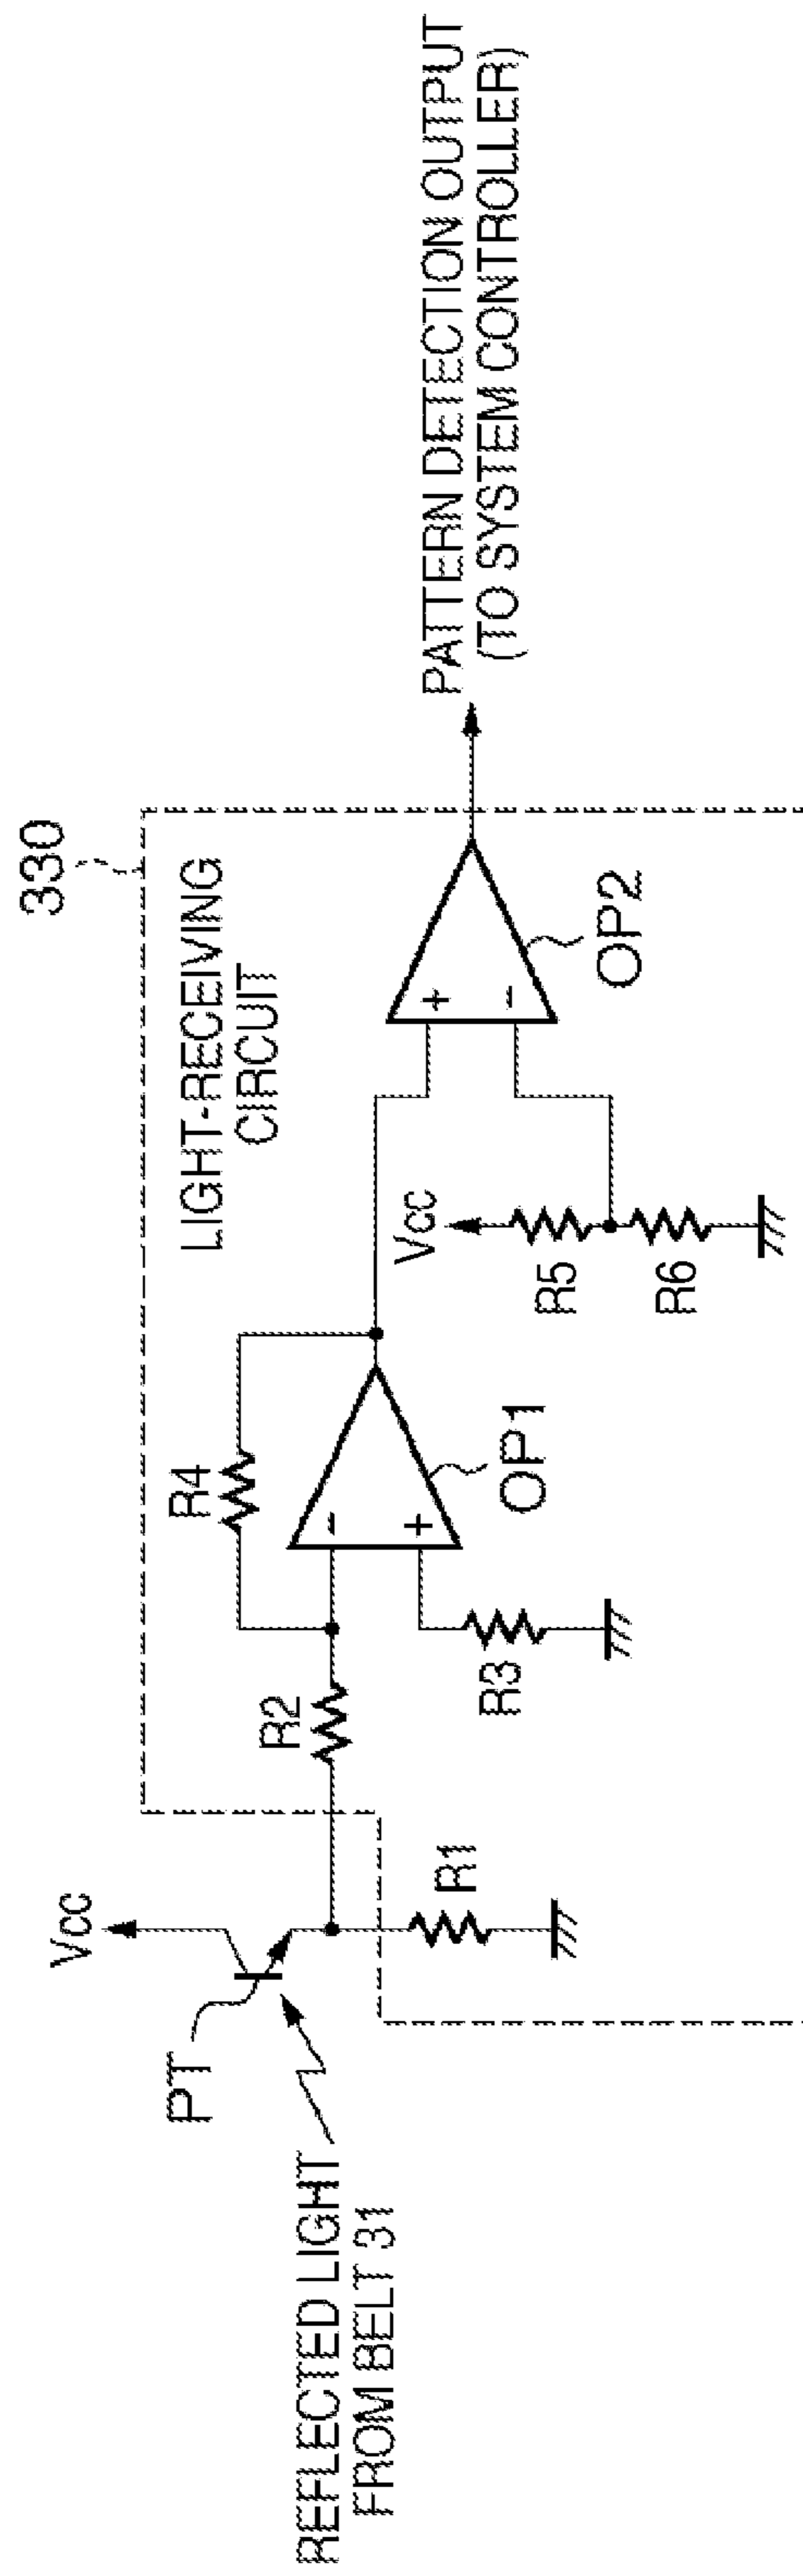 330
LIGHT-RECEIVING
CIRCUIT
Vcc
PT
REFLECTED LIGHT
FROM BELT 31
R1
R2
R4
-
+
OP1
R3
Vcc
R5
R6
+
-
OP2
PATTERN DETECTION OUTPUT
(TO SYSTEM CONTROLLER)